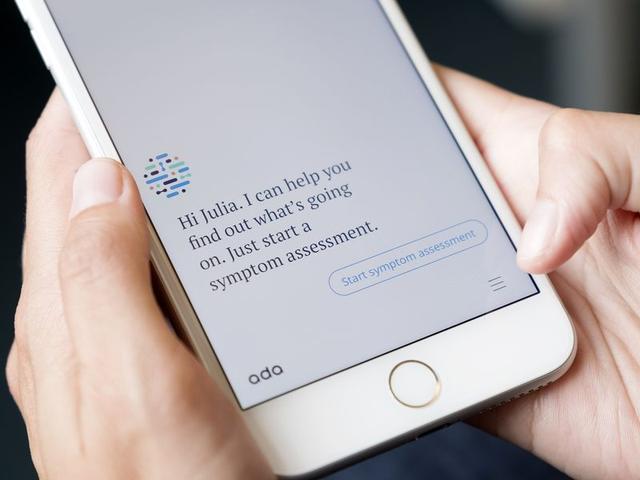 Hi Julia. I can help you
find out what's going
on. Just start a
symptom assessment.
Start symptom assessment
ada